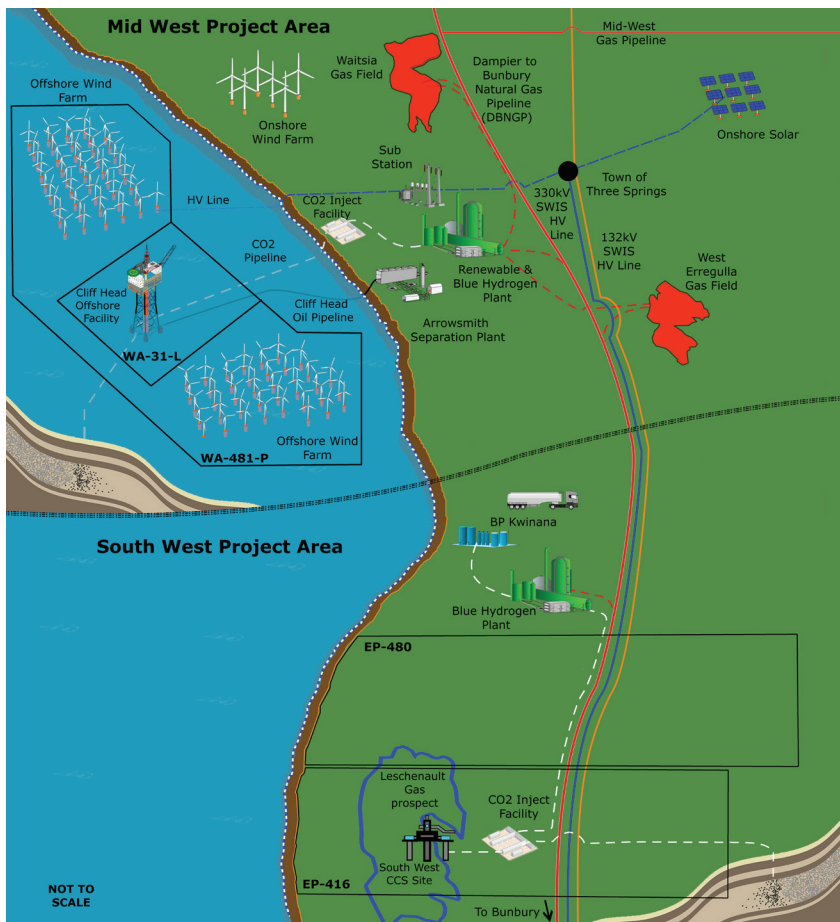 Mid West Project Area
Mid-West
Gas Pipeline
Offshore Wind
Farm
Waitsia
Gas Field
Dampier to
Bunbury
Natural Gas
Pipeline
(DBNGP)
Onshore
Wind Farm
Onshore Solar
Sub
Station
Town of
Three Springs
HV Line
CO2 Inject
Facility
330kV
SWIS
HV
Line
132kV
SWIS
HV Line
CO2
Pipeline
West
Erregulla
Gas Field
Renewable &
Blue Hydrogen
Plant
Cliff Head
Offshore
Facility
Cliff Head
Oil Pipeline
Arrowsmith
Separation Plant
WA-31-L
Offshore Wind
Farm
WA-481-P
BP Kwinana
South West Project Area
Blue Hydrogen
Plant
EP-480
Leschenault
Gas
prospect
CO2 Inject
Facility
South West
CCS Site
EP-416
NOT TO
SCALE
To Bunbury